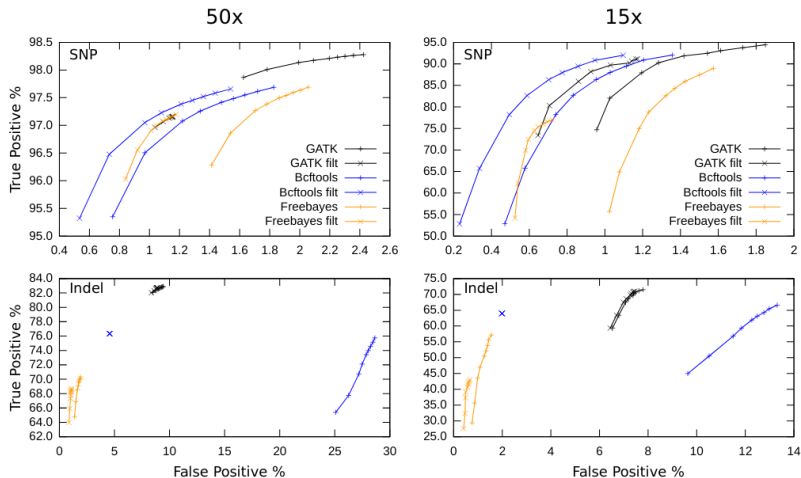 50x
15x
True Positive %
98.5
98.0
97.5
97.0
96.5
96.0
95.5
95.0
SNP
GATK
GATK filt
Bcftools
Bcftools filt
Freebayes
Freebayes filt
0.4 0.6 0.8 1 1.2 1.4 1.6 1.8 2 2.2 2.4 2.6
95.0
90.0
85.0
80.0
75.0
70.0
65.0
60.0
55.0
50.0
SNP
GATK
GATK filt
Bcftools
Bcftools filt
Freebayes
Freebayes filt
0.2 0.4 0.6 0.8 1 1.2 1.4 1.6 1.8 2
True Positive %
84.0
82.0
80.0
78.0
76.0
74.0
72.0
70.0
68.0
66.0
64.0
62.0
Indel
0 5 10 15 20 25 30
False Positive %
75.0
70.0
65.0
60.0
55.0
50.0
45.0
40.0
35.0
30.0
25.0
Indel
0 2 4 6 8 10 12 14
False Positive %